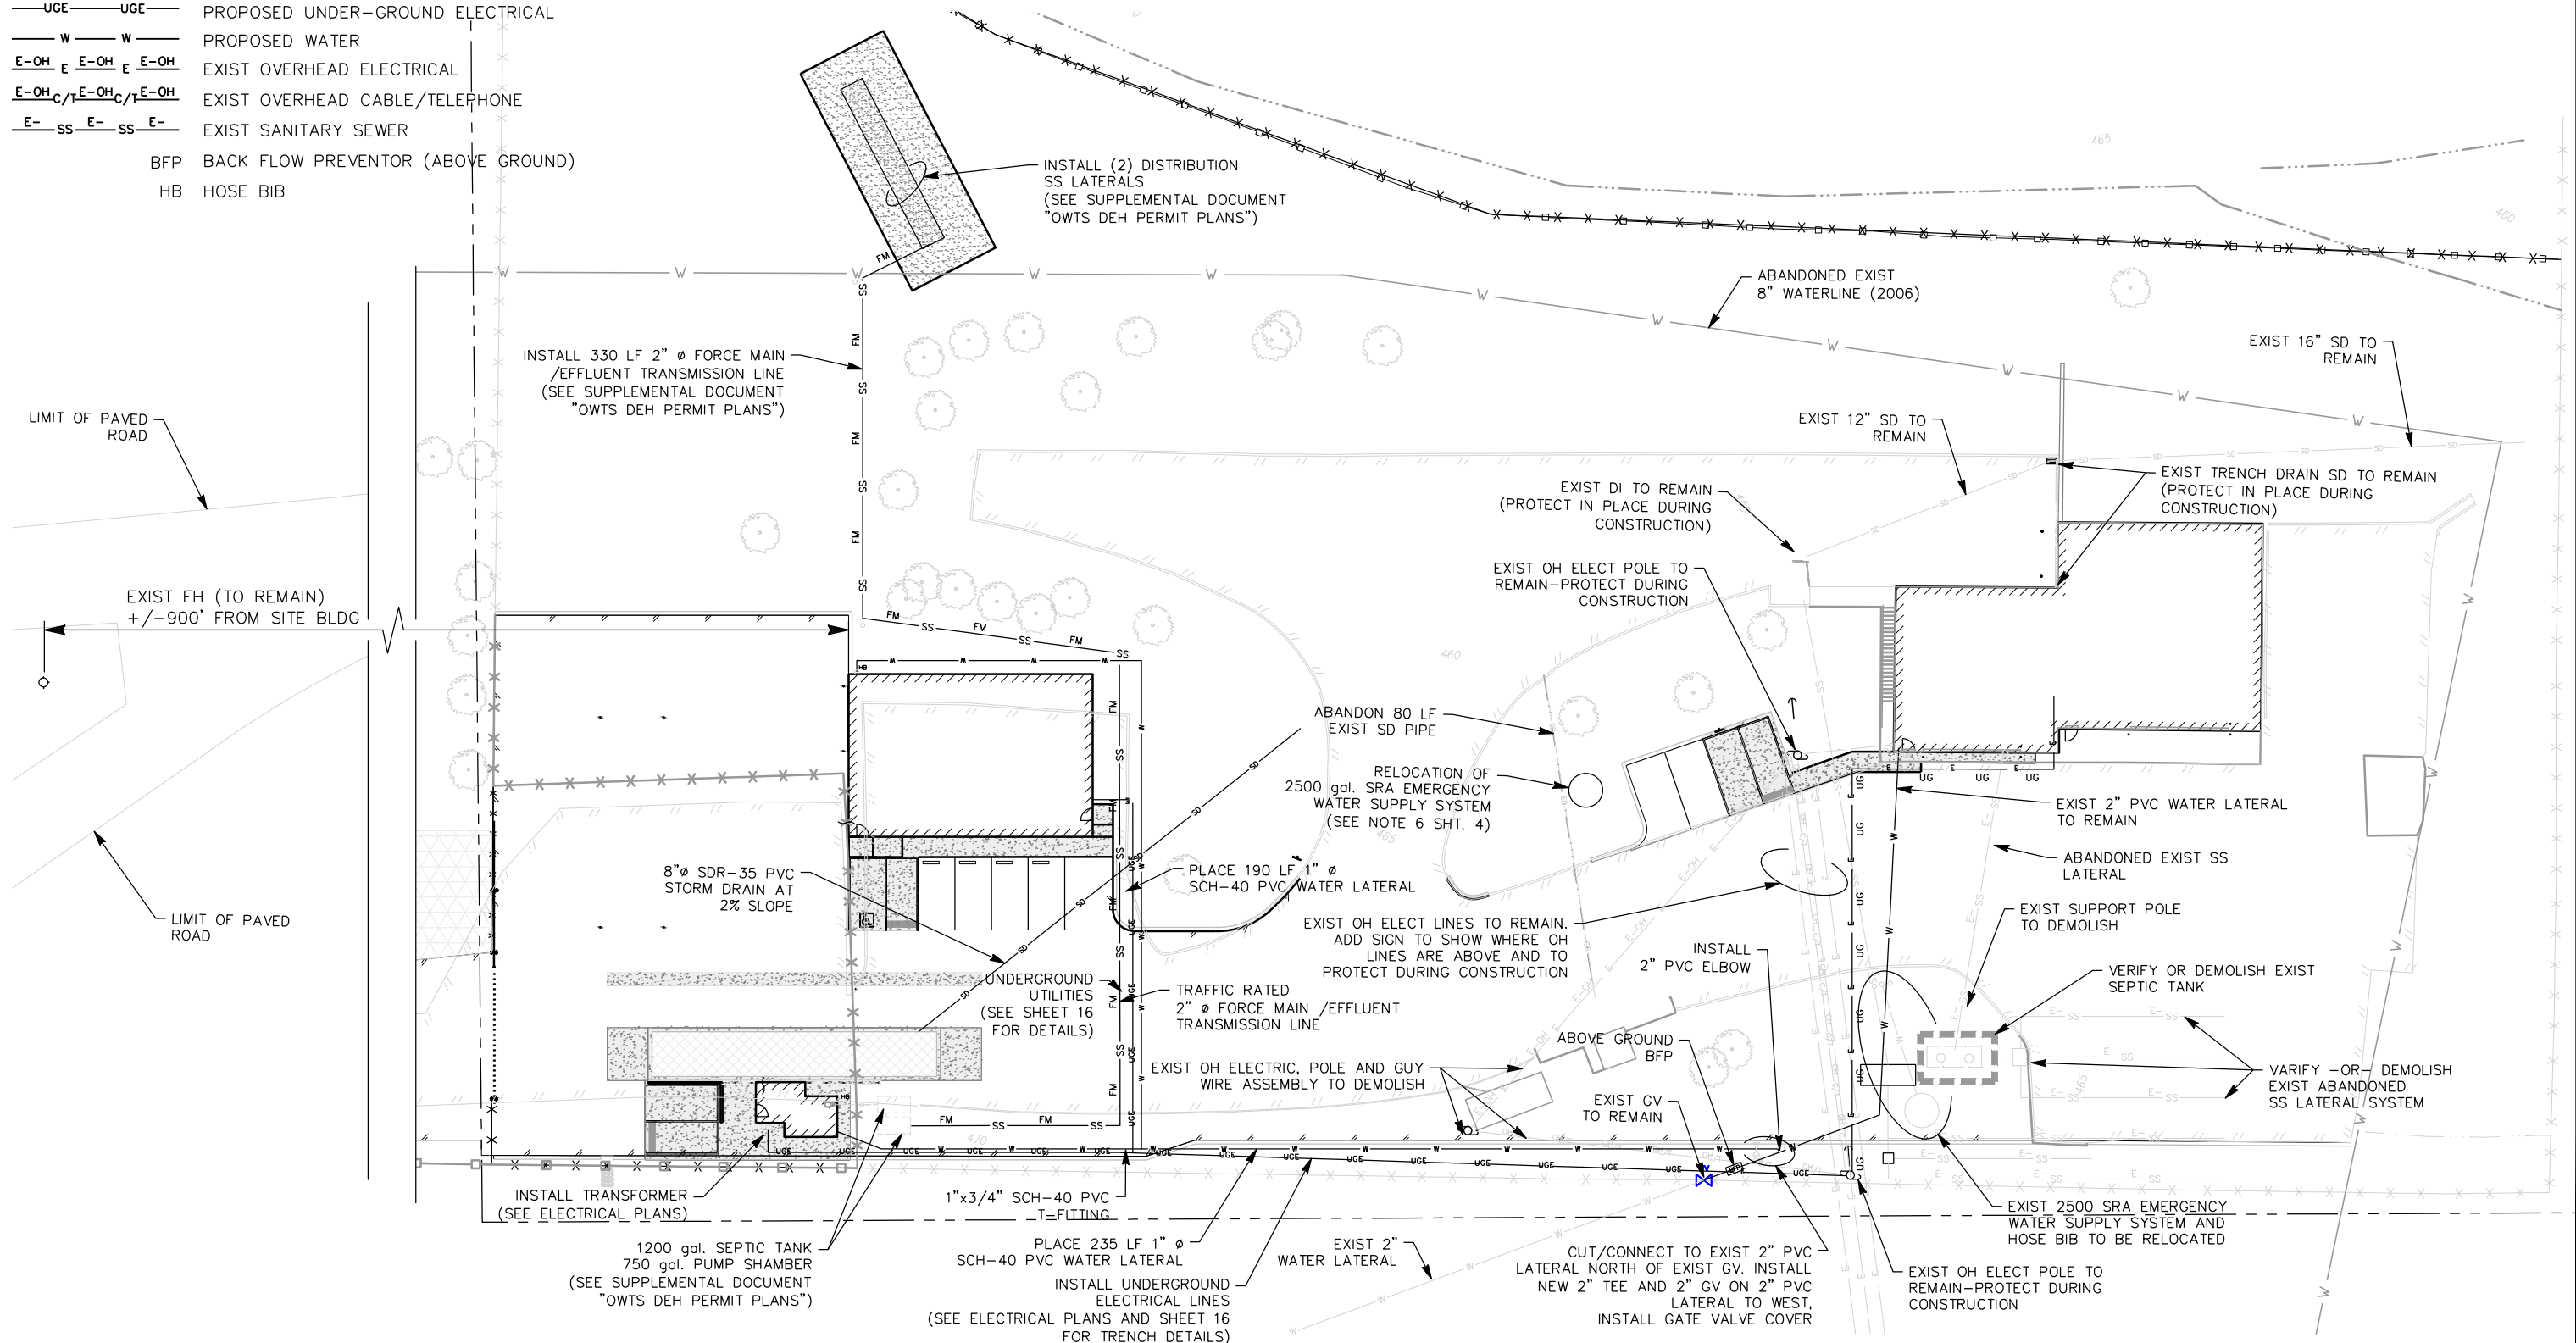 UGE UGE PROPOSED UNDER-GROUND ELECTRICAL
W W PROPOSED WATER
E-OH E E-OH E E-OH EXIST OVERHEAD ELECTRICAL
E-OH C/T E-OH C/T E-OH EXIST OVERHEAD CABLE/TELEPHONE
E- SS E- SS E- EXIST SANITARY SEWER
BFP BACK FLOW PREVENTOR (ABOVE GROUND)
HB HOSE BIB
INSTALL (2) DISTRIBUTION
SS LATERALS
(SEE SUPPLEMENTAL DOCUMENT
"OWTS DEH PERMIT PLANS")
465
460
ABANDONED EXIST
8" WATERLINE (2006)
INSTALL 330 LF 2" ø FORCE MAIN
/EFFLUENT TRANSMISSION LINE
(SEE SUPPLEMENTAL DOCUMENT
"OWTS DEH PERMIT PLANS")
EXIST 16" SD TO
REMAIN
LIMIT OF PAVED
ROAD
EXIST 12" SD TO
REMAIN
EXIST TRENCH DRAIN SD TO REMAIN
(PROTECT IN PLACE DURING
CONSTRUCTION)
EXIST DI TO REMAIN
(PROTECT IN PLACE DURING
CONSTRUCTION)
EXIST OH ELECT POLE TO
REMAIN-PROTECT DURING
CONSTRUCTION
EXIST FH (TO REMAIN)
+/-900' FROM SITE BLDG
460
ABANDON 80 LF
EXIST SD PIPE
RELOCATION OF
2500 gal. SRA EMERGENCY
WATER SUPPLY SYSTEM
(SEE NOTE 6 SHT. 4)
465
EXIST 2" PVC WATER LATERAL
TO REMAIN
ABANDONED EXIST SS
LATERAL
8"ø SDR-35 PVC
STORM DRAIN AT
2% SLOPE
PLACE 190 LF 1" ø
SCH-40 PVC WATER LATERAL
LIMIT OF PAVED
ROAD
EXIST OH ELECT LINES TO REMAIN.
ADD SIGN TO SHOW WHERE OH
LINES ARE ABOVE AND TO
PROTECT DURING CONSTRUCTION
EXIST SUPPORT POLE
TO DEMOLISH
INSTALL
2" PVC ELBOW
VERIFY OR DEMOLISH EXIST
SEPTIC TANK
UNDERGROUND
UTILITIES
(SEE SHEET 16
FOR DETAILS)
TRAFFIC RATED
2" ø FORCE MAIN /EFFLUENT
TRANSMISSION LINE
ABOVE GROUND
BFP
EXIST OH ELECTRIC, POLE AND GUY
WIRE ASSEMBLY TO DEMOLISH
VARIFY -OR- DEMOLISH
EXIST ABANDONED
SS LATERAL SYSTEM
465
EXIST GV
TO REMAIN
470
INSTALL TRANSFORMER
(SEE ELECTRICAL PLANS)
1"x3/4" SCH-40 PVC
T-FITTING
EXIST 2500 SRA EMERGENCY
WATER SUPPLY SYSTEM AND
HOSE BIB TO BE RELOCATED
1200 gal. SEPTIC TANK
750 gal. PUMP SHAMBER
(SEE SUPPLEMENTAL DOCUMENT
"OWTS DEH PERMIT PLANS")
PLACE 235 LF 1" ø
SCH-40 PVC WATER LATERAL
EXIST 2"
WATER LATERAL
CUT/CONNECT TO EXIST 2" PVC
LATERAL NORTH OF EXIST GV. INSTALL
NEW 2" TEE AND 2" GV ON 2" PVC
LATERAL TO WEST,
INSTALL GATE VALVE COVER
EXIST OH ELECT POLE TO
REMAIN-PROTECT DURING
CONSTRUCTION
INSTALL UNDERGROUND
ELECTRICAL LINES
(SEE ELECTRICAL PLANS AND SHEET 16
FOR TRENCH DETAILS)